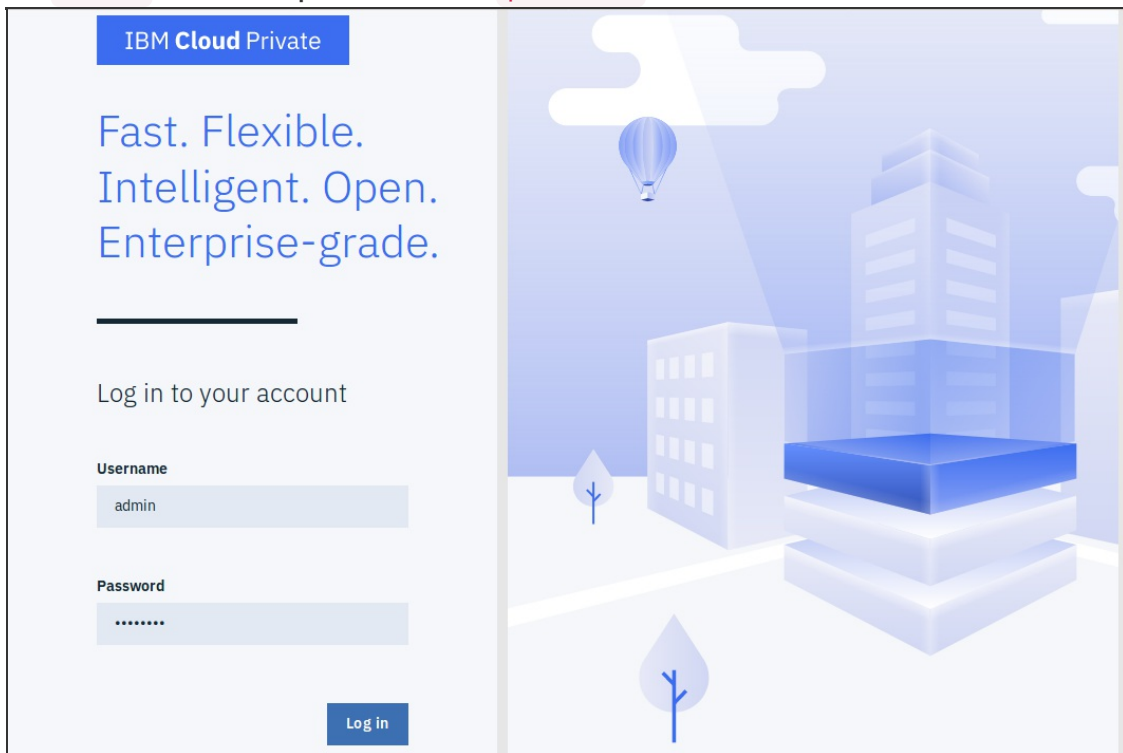 IBM Cloud Private
Fast. Flexible.
Intelligent. Open.
Enterprise-grade.
Log in to your account
Username
admin
Password
••••••••
Log in